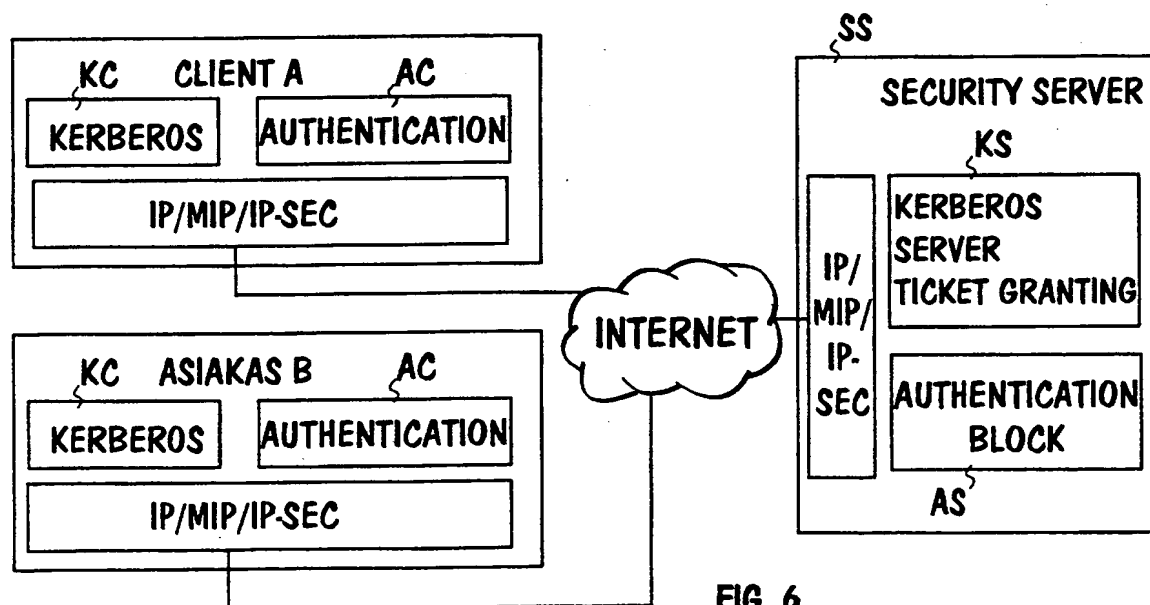 KC CLIENT A AC
KERBEROS
AUTHENTICATION
IP/MIP/IP-SEC
KC ASIAKAS B AC
KERBEROS
AUTHENTICATION
IP/MIP/IP-SEC
INTERNET
SS
SECURITY SERVER
IP/
MIP/
IP-
SEC
KS
KERBEROS
SERVER
TICKET GRANTING
AUTHENTICATION
BLOCK
AS
FIG. 6